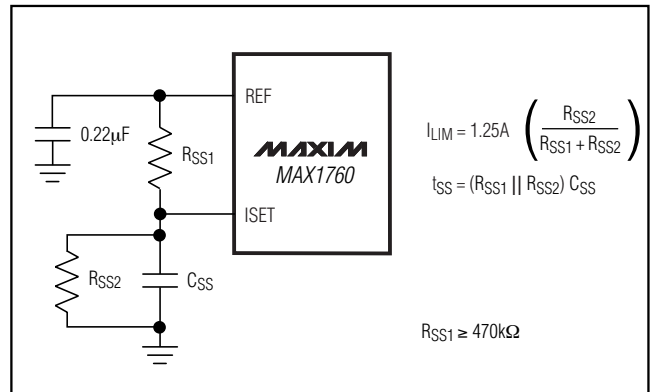 REF
0.22μF
RSS1
MAXIM
MAX1760
ISET
RSS2
CSS
ILIM = 1.25A ( RSS2 / RSS1 + RSS2 )
tSS = (RSS1 || RSS2) CSS
RSS1 ≥ 470kΩ